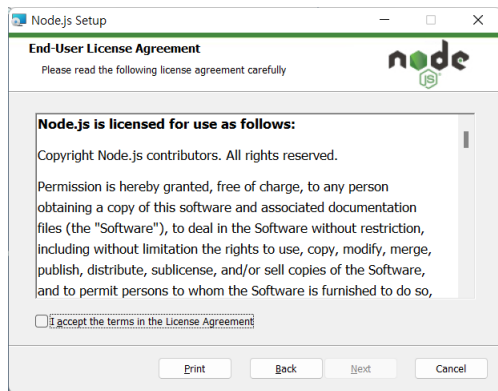 Node.js Setup
End-User License Agreement
Please read the following license agreement carefully
node
JS
Node.js is licensed for use as follows:
Copyright Node.js contributors. All rights reserved.
Permission is hereby granted, free of charge, to any person
obtaining a copy of this software and associated documentation
files (the "Software"), to deal in the Software without restriction,
including without limitation the rights to use, copy, modify, merge,
publish, distribute, sublicense, and/or sell copies of the Software,
and to permit persons to whom the Software is furnished to do so,
I accept the terms in the License Agreement
Print Back Next Cancel